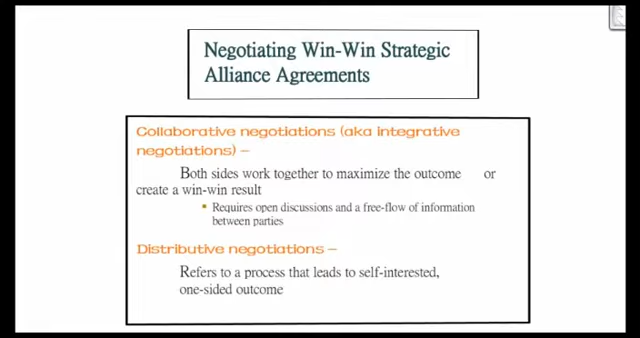 Negotiating Win-Win Strategic
Alliance Agreements
Collaborative negotiations (aka integrative
negotiations) –
Both sides work together to maximize the outcome or
create a win-win result
• Requires open discussions and a free-flow of information
between parties
Distributive negotiations –
Refers to a process that leads to self-interested,
one-sided outcome